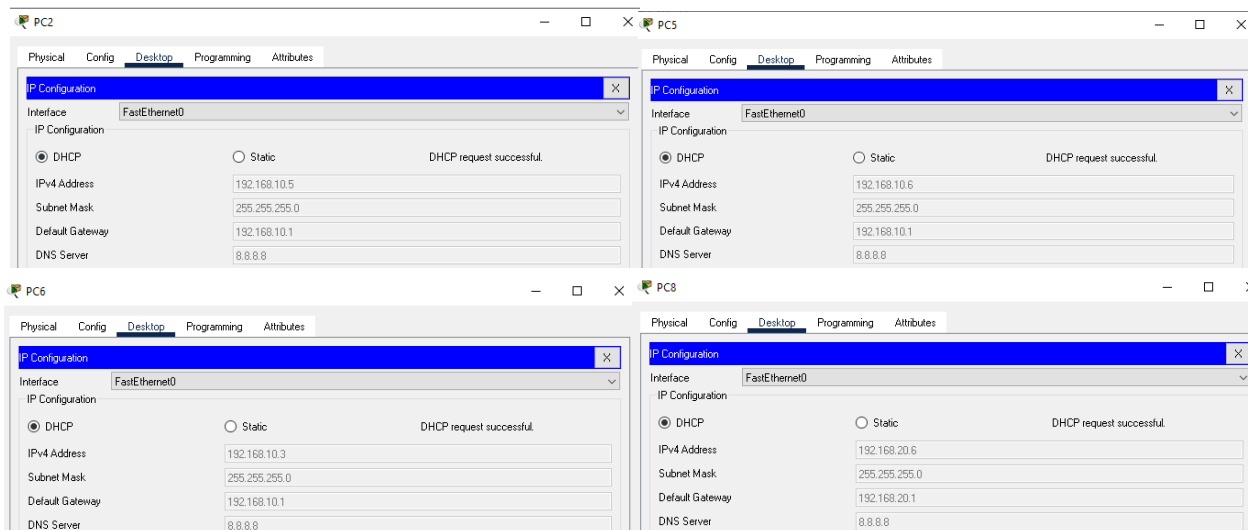 PC2
Physical Config Desktop Programming Attributes
IP Configuration X
Interface FastEthernet0
IP Configuration
DHCP Static DHCP request successful.
IPv4 Address 192.168.10.5
Subnet Mask 255.255.255.0
Default Gateway 192.168.10.1
DNS Server 8.8.8.8
PC5
Physical Config Desktop Programming Attributes
IP Configuration X
Interface FastEthernet0
IP Configuration
DHCP Static DHCP request successful.
IPv4 Address 192.168.10.6
Subnet Mask 255.255.255.0
Default Gateway 192.168.10.1
DNS Server 8.8.8.8
PC6
Physical Config Desktop Programming Attributes
IP Configuration X
Interface FastEthernet0
IP Configuration
DHCP Static DHCP request successful.
IPv4 Address 192.168.10.3
Subnet Mask 255.255.255.0
Default Gateway 192.168.10.1
DNS Server 8.8.8.8
PC8
Physical Config Desktop Programming Attributes
IP Configuration X
Interface FastEthernet0
IP Configuration
DHCP Static DHCP request successful.
IPv4 Address 192.168.20.6
Subnet Mask 255.255.255.0
Default Gateway 192.168.20.1
DNS Server 8.8.8.8